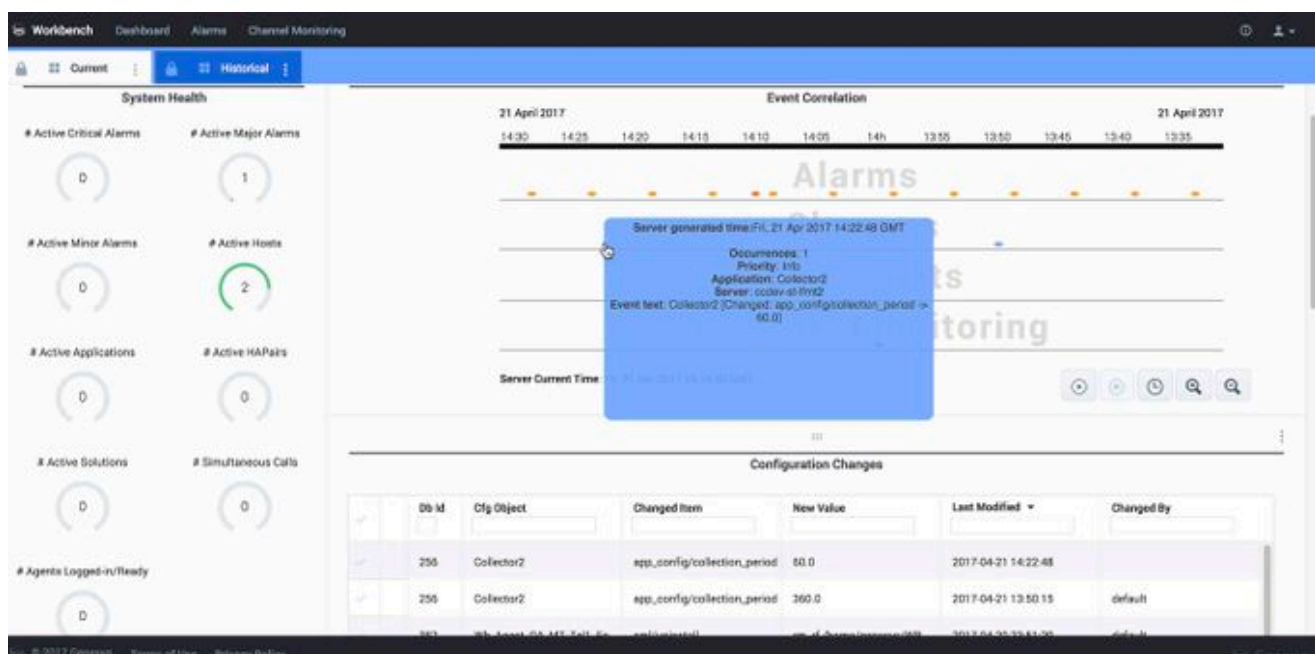 Workbench Dashboard Alarms Channel Monitoring
Current Historical
System Health
# Active Critical Alarms # Active Major Alarms
0 1
# Active Minor Alarms # Active Hosts
0 2
# Active Applications # Active HAPairs
0 0
# Active Solutions # Simultaneous Calls
0 0
# Agents Logged-in/Ready
0
Event Correlation
21 April 2017 21 April 2017
14:30 14:25 14:20 14:15 14:10 14:05 14h 13:55 13:50 13:45 13:40 13:35
Alarms
Server generated time:Fri, 21 Apr 2017 14:22:48 GMT
Occurrences: 1
Priority: Info
Application: Collector2
Server:
Event text: Collector2 [Changed: app_config/collection_period ->
60.0]
Server Current Time
Configuration Changes
Db Id Cfg Object Changed Item New Value Last Modified Changed By
256 Collector2 app_config/collection_period 60.0 2017-04-21 14:22:48
256 Collector2 app_config/collection_period 360.0 2017-04-21 13:50:15 default